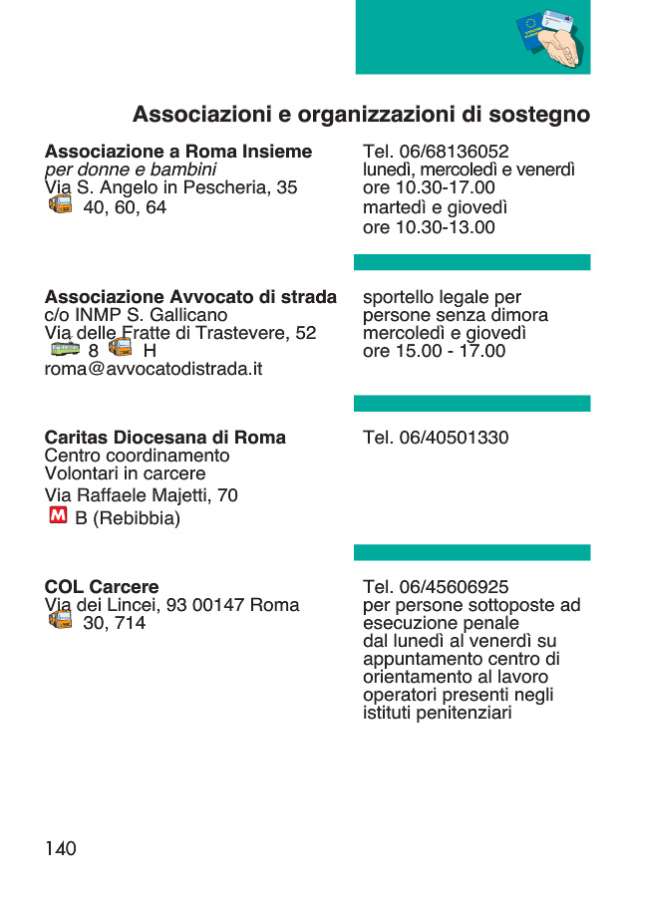 Associazioni e organizzazioni di sostegno
Associazione a Roma Insieme
per donne e bambini
Via S. Angelo in Pescheria, 35
40, 60, 64
Tel. 06/68136052
lunedì, mercoledì e venerdì
ore 10.30-17.00
martedì e giovedì
ore 10.30-13.00
Associazione Avvocato di strada
c/o INMP S. Gallicano
Via delle Fratte di Trastevere, 52
8 H
roma@avvocatodistrada.it
sportello legale per
persone senza dimora
mercoledì e giovedì
ore 15.00 - 17.00
Caritas Diocesana di Roma
Centro coordinamento
Volontari in carcere
Via Raffaele Majetti, 70
M B (Rebibbia)
Tel. 06/40501330
COL Carcere
Via dei Lincei, 93 00147 Roma
30, 714
Tel. 06/45606925
per persone sottoposte ad
esecuzione penale
dal lunedì al venerdì su
appuntamento centro di
orientamento al lavoro
operatori presenti negli
istituti penitenziari
140